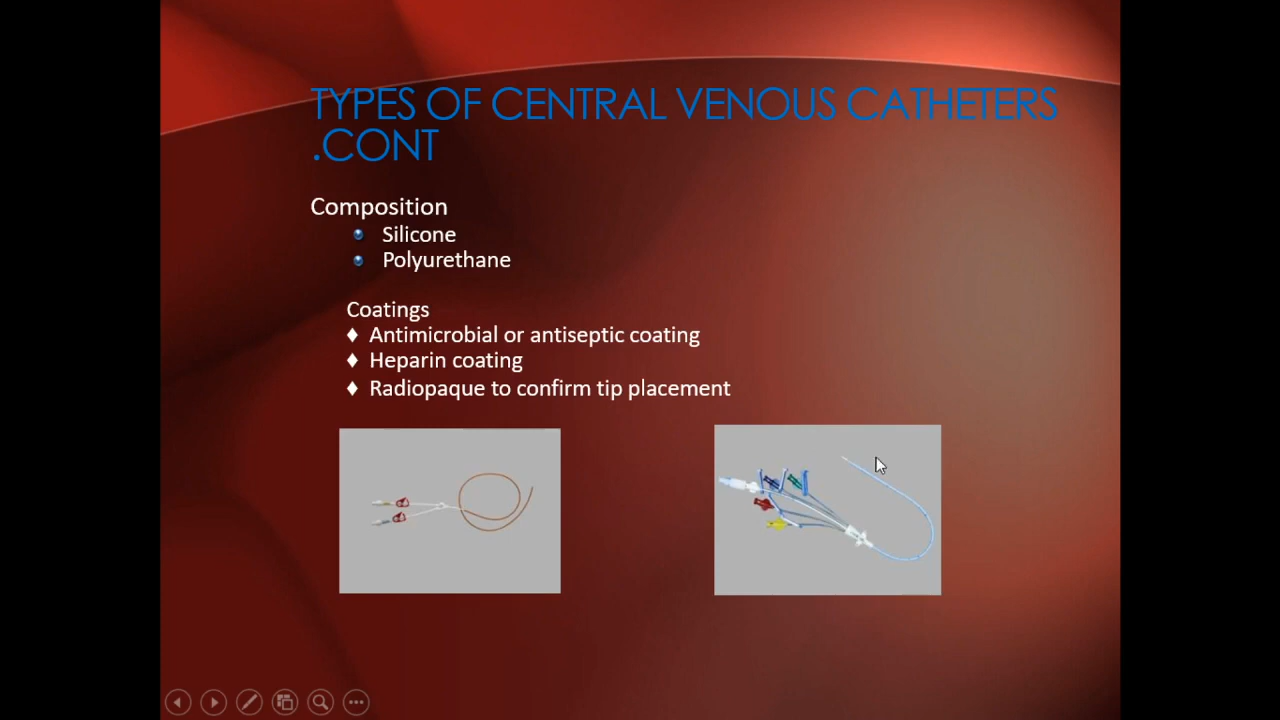 TYPES OF CENTRAL VENOUS CATHETERS
.CONT
Composition
Silicone
Polyurethane
Coatings
Antimicrobial or antiseptic coating
Heparin coating
Radiopaque to confirm tip placement